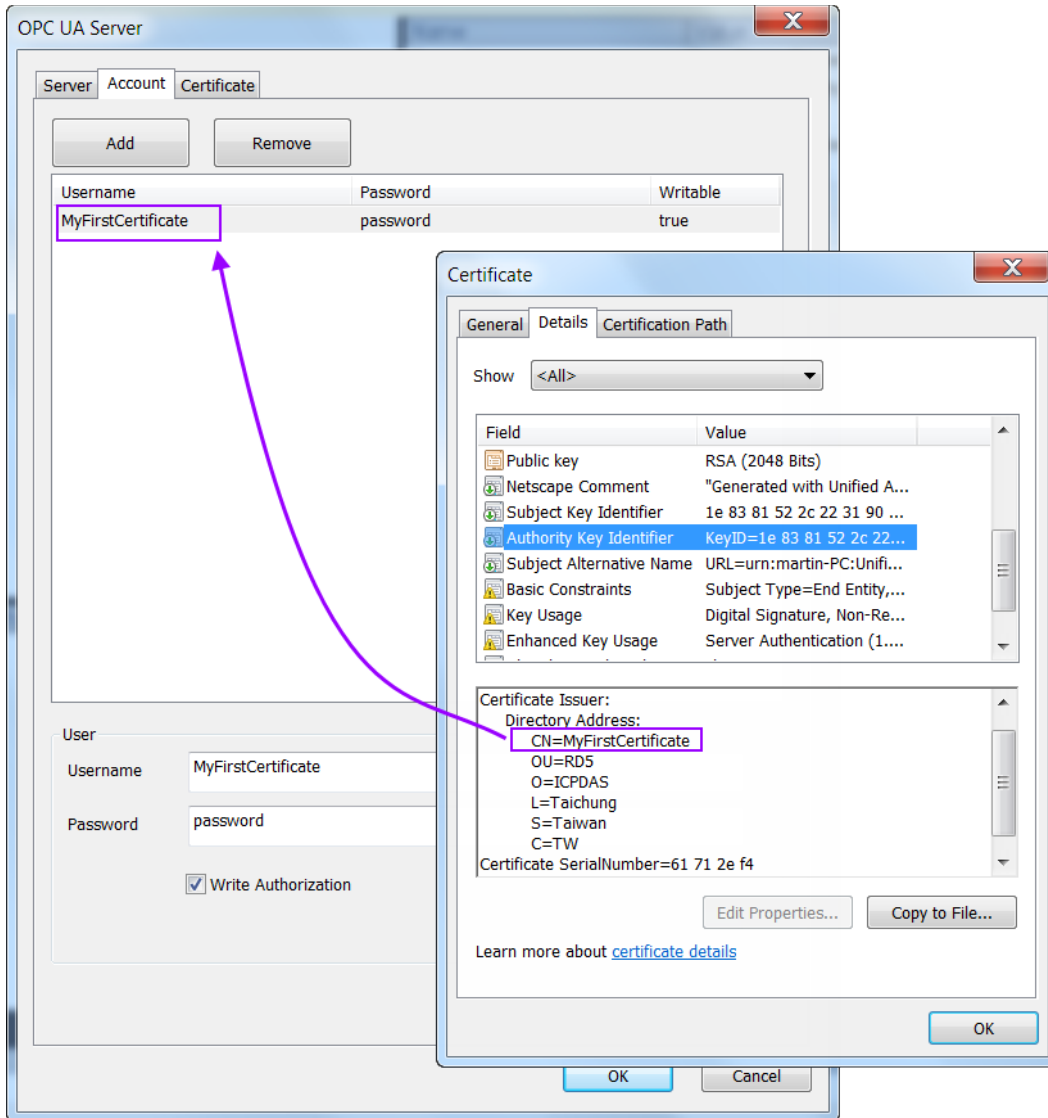 OPC UA Server
Server Account Certificate
Add Remove
Username Password Writable
MyFirstCertificate password true
User
Username MyFirstCertificate
Password password
Write Authorization
OK Cancel
Certificate
General Details Certification Path
Show <All>
Field Value
Public key RSA (2048 Bits)
Netscape Comment "Generated with Unified A...
Subject Key Identifier 1e 83 81 52 2c 22 31 90 ...
Authority Key Identifier KeyID=1e 83 81 52 2c 22...
Subject Alternative Name URL=urn:martin-PC:Unifi...
Basic Constraints Subject Type=End Entity,...
Key Usage Digital Signature, Non-Re...
Enhanced Key Usage Server Authentication (1....
Certificate Issuer:
Directory Address:
CN=MyFirstCertificate
OU=RD5
O=ICPDAS
L=Taichung
S=Taiwan
C=TW
Certificate SerialNumber=61 71 2e f4
Edit Properties... Copy to File...
Learn more about certificate details
OK